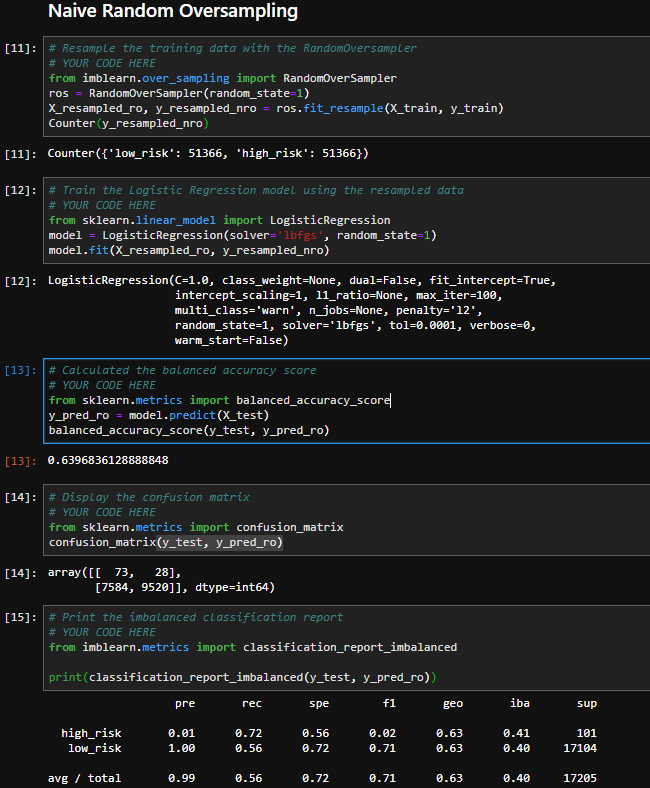 Naive Random Oversampling
[11]: # Resample the training data with the RandomOversampler
# YOUR CODE HERE
from imblearn.over_sampling import RandomOverSampler
ros = RandomOverSampler(random_state=1)
X_resampled_ro, y_resampled_nro = ros.fit_resample(X_train, y_train)
Counter(y_resampled_nro)
[11]: Counter({'low_risk': 51366, 'high_risk': 51366})
[12]: # Train the Logistic Regression model using the resampled data
# YOUR CODE HERE
from sklearn.linear_model import LogisticRegression
model = LogisticRegression(solver='lbfgs', random_state=1)
model.fit(X_resampled_ro, y_resampled_nro)
[12]: LogisticRegression(C=1.0, class_weight=None, dual=False, fit_intercept=True,
intercept_scaling=1, l1_ratio=None, max_iter=100,
multi_class='warn', n_jobs=None, penalty='l2',
random_state=1, solver='lbfgs', tol=0.0001, verbose=0,
warm_start=False)
[13]: # Calculated the balanced accuracy score
# YOUR CODE HERE
from sklearn.metrics import balanced_accuracy_score
y_pred_ro = model.predict(X_test)
balanced_accuracy_score(y_test, y_pred_ro)
[13]: 0.6396836128888848
[14]: # Display the confusion matrix
# YOUR CODE HERE
from sklearn.metrics import confusion_matrix
confusion_matrix(y_test, y_pred_ro)
[14]: array([[ 73, 28],
[7584, 9520]], dtype=int64)
[15]: # Print the imbalanced classification report
# YOUR CODE HERE
from imblearn.metrics import classification_report_imbalanced
print(classification_report_imbalanced(y_test, y_pred_ro))
pre rec spe f1 geo iba sup
high_risk 0.01 0.72 0.56 0.02 0.63 0.41 101
low_risk 1.00 0.56 0.72 0.71 0.63 0.40 17104
avg / total 0.99 0.56 0.72 0.71 0.63 0.40 17205